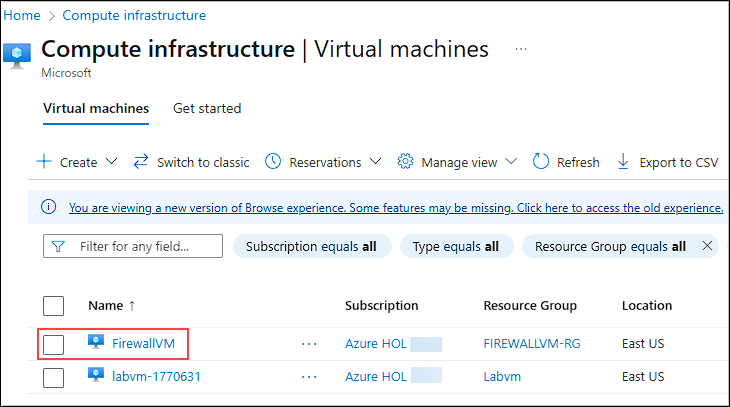 Home > Compute infrastructure
Compute infrastructure | Virtual machines ...
Microsoft
Virtual machines Get started
Create Switch to classic Reservations Manage view Refresh Export to CSV
You are viewing a new version of Browse experience. Some features may be missing. Click here to access the old experience.
Filter for any field... Subscription equals all Type equals all Resource Group equals all
Name ↑ Subscription Resource Group Location
FirewallVM ... Azure HOL FIREWALLVM-RG East US
labvm-1770631 ... Azure HOL Labvm East US